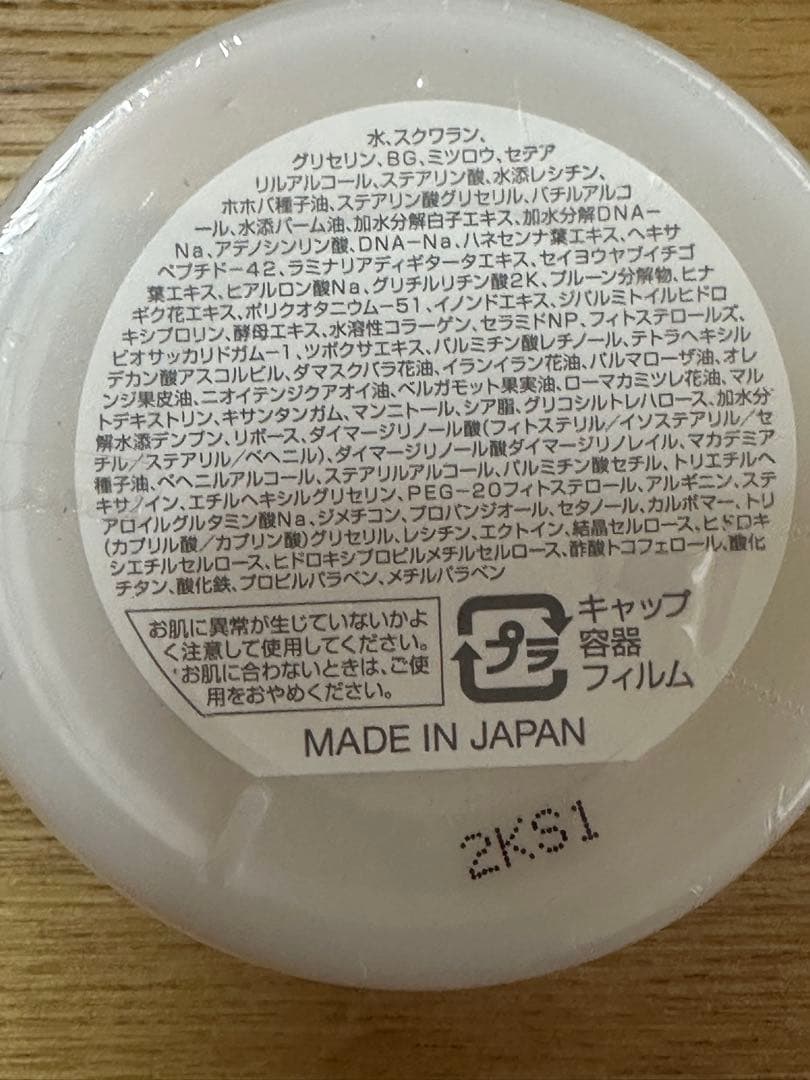 水、スクワラン、
グリセリン、BG、ミツロウ、セテア
リルアルコール、ステアリン酸、水添レシチン、
ホホバ種子油、ステアリン酸グリセリル、バチルアルコ
ール、水添パーム油、加水分解白子エキス、加水分解DNA-
Na、アデノシンリン酸、DNA-Na、ハネセンナ葉エキス、ヘキサ
ペプチド-42、ラミナリアディギタータエキス、セイヨウヤブイチゴ
葉エキス、ヒアルロン酸Na、グリチルリチン酸2K、プルーン分解物、ヒナ
ギク花エキス、ポリクオタニウム-51、イノンドエキス、ジパルミトイルヒドロ
キシプロリン、酵母エキス、水溶性コラーゲン、セラミドNP、フィトステロールズ、
ビオサッカリドガム-1、ツボクサエキス、パルミチン酸レチノール、テトラヘキシル
デカン酸アスコルビル、ダマスクバラ花油、イランイラン花油、パルマローザ油、オレ
ンジ果皮油、ニオイテンジクアオイ油、ベルガモット果実油、ローマカミツレ花油、マル
トデキストリン、キサンタンガム、マンニトール、シア脂、グリコシルトレハロース、加水分
解水添デンプン、リボース、ダイマージリノール酸(フィトステリル/イソステアリル/セ
チル/ステアリル/ベヘニル)、ダイマージリノール酸ダイマージリノレイル、マカデミア
種子油、ベヘニルアルコール、ステアリルアルコール、パルミチン酸セチル、トリエチルヘ
キサノイン、エチルヘキシルグリセリン、PEG-20フィトステロール、アルギニン、ステ
アロイルグルタミン酸Na、ジメチコン、プロパンジオール、セタノール、カルボマー、トリ
(カプリル酸/カプリン酸)グリセリル、レシチン、エクトイン、結晶セルロース、ヒドロキ
シエチルセルロース、ヒドロキシプロピルメチルセルロース、酢酸トコフェロール、酸化
チタン、酸化鉄、プロピルパラベン、メチルパラベン
お肌に異常が生じていないかよ
く注意して使用してください。
お肌に合わないときは、ご使
用をおやめください。
プラ
キャップ
容器
フィルム
MADE IN JAPAN
2KS1